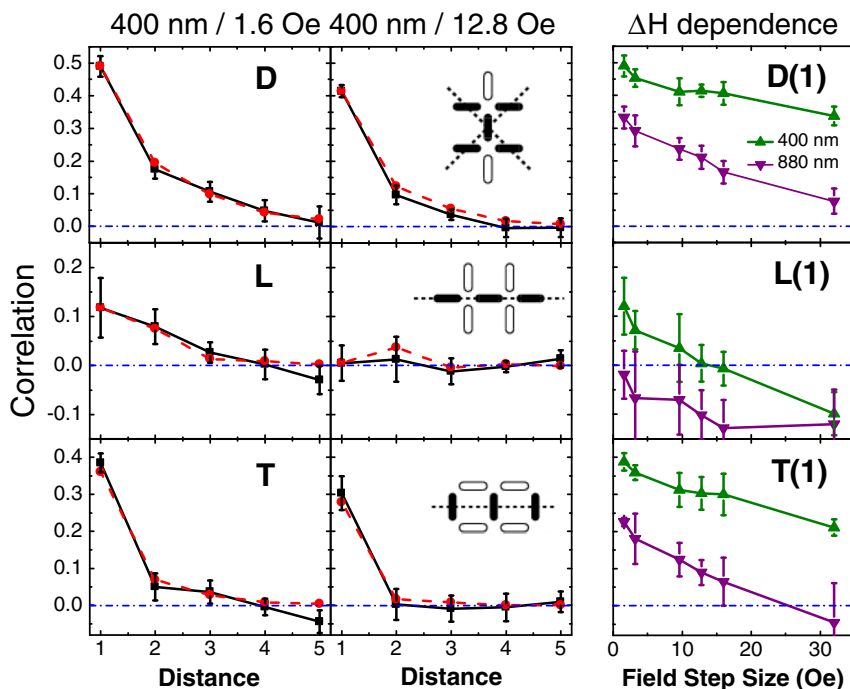 400 nm / 1.6 Oe 400 nm / 12.8 Oe ΔH dependence
Correlation
0.5
0.4
0.3
0.2
0.1
0.0
D
D(1)
400 nm
880 nm
0.2
0.1
0.0
-0.1
L
L(1)
0.4
0.3
0.2
0.1
0.0
T
T(1)
1 2 3 4 5 1 2 3 4 5 0 10 20 30
Distance Distance Field Step Size (Oe)